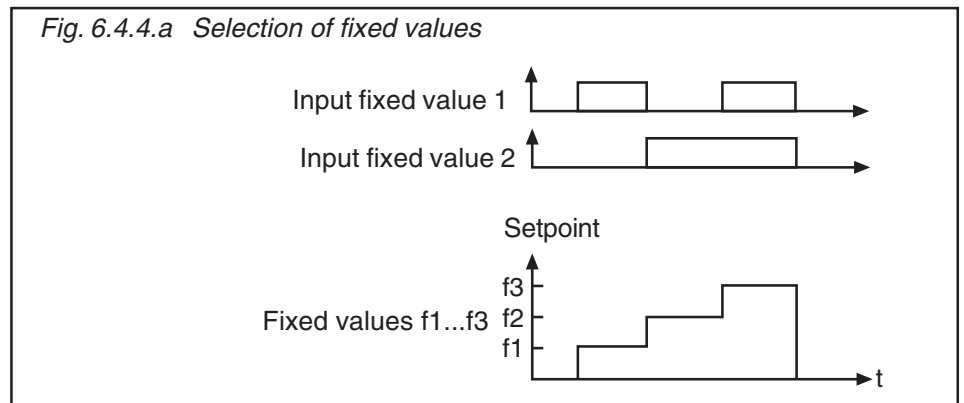 Fig. 6.4.4.a Selection of fixed values
Input fixed value 1
Input fixed value 2
Setpoint
f3
Fixed values f1...f3 f2
f1
t